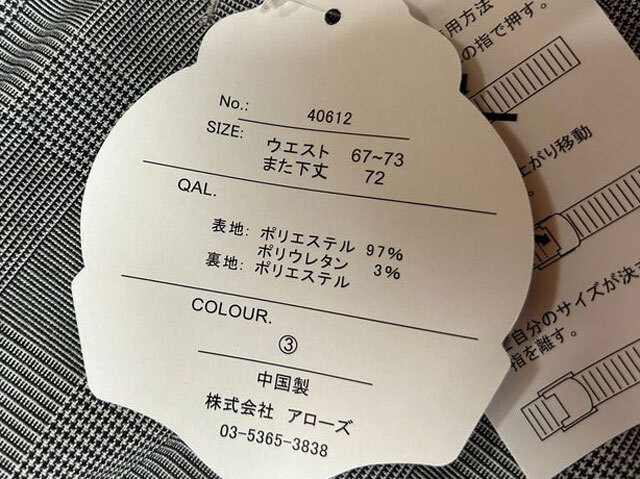 No.: 40612
SIZE: ウエスト 67~73
また下丈 72
QAL.
表地: ポリエステル 97%
ポリウレタン 3%
裏地: ポリエステル
COLOUR.
③
中国製
株式会社 アローズ
03-5365-3838
用方法
の指で押す。
上がり移動
自分のサイズが決
指を離す。